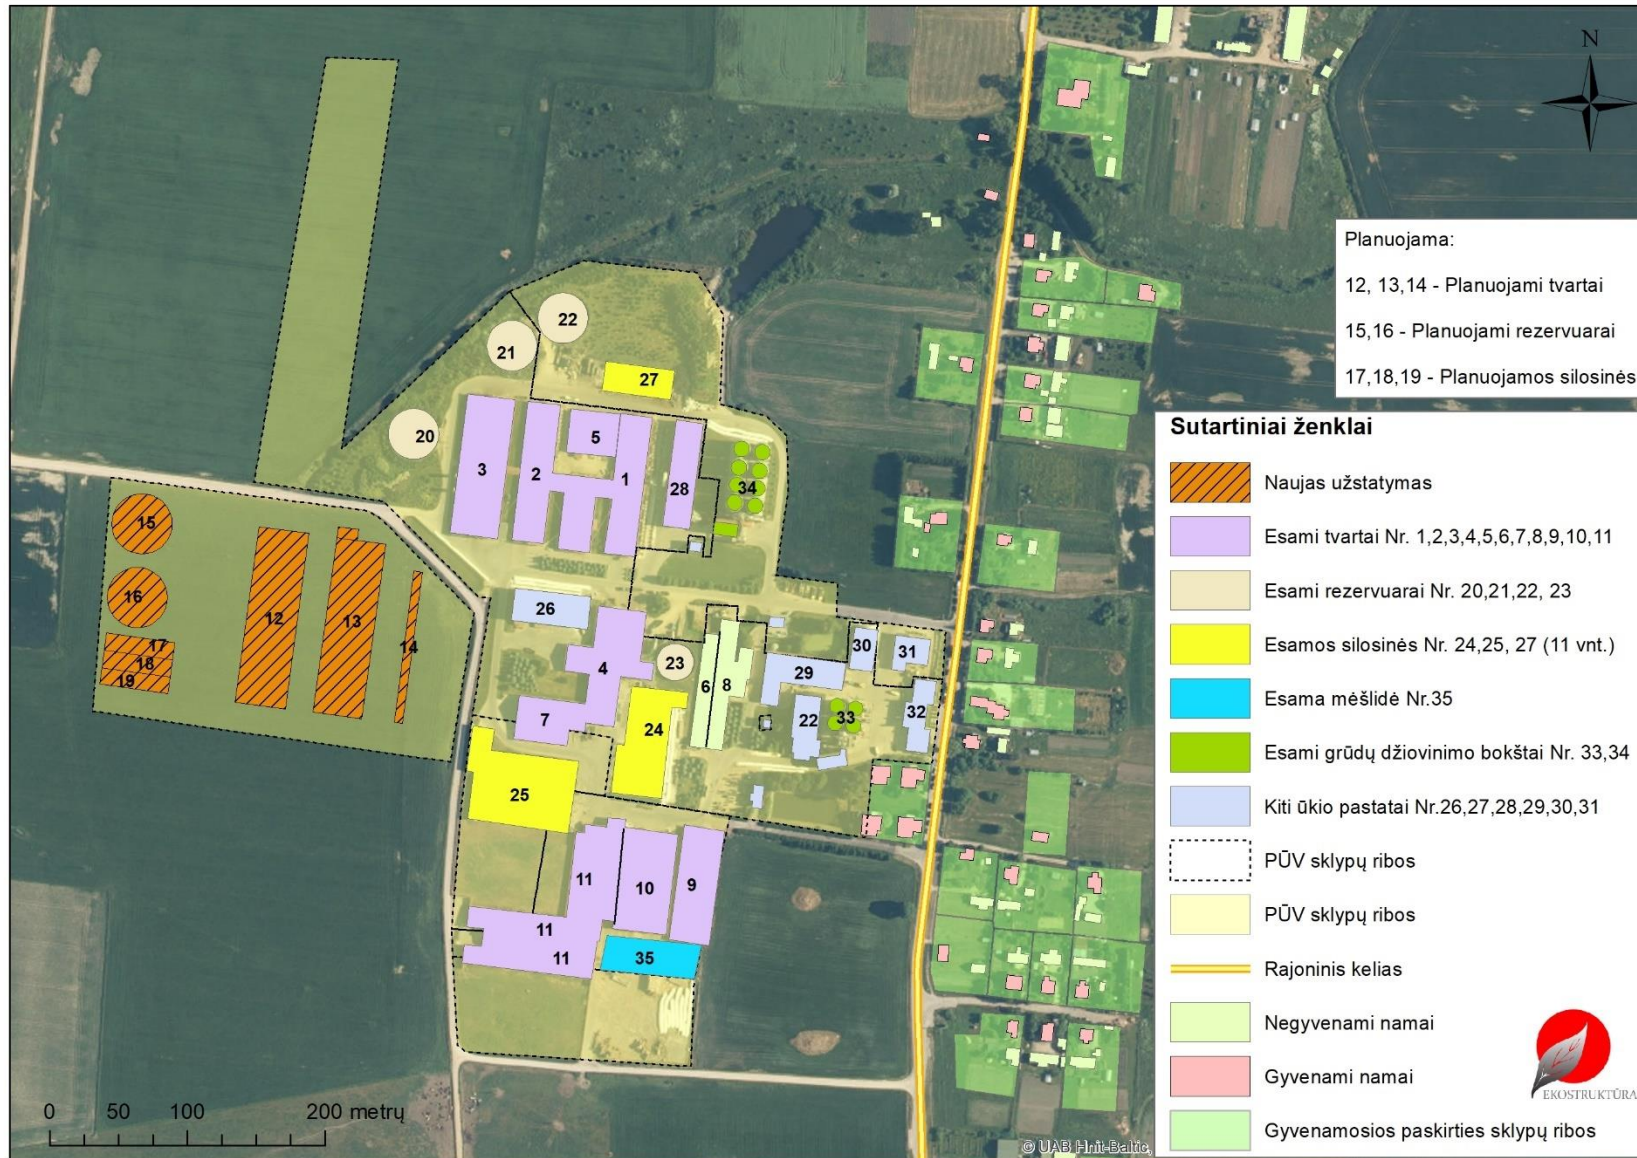 N
Planuojama:
12, 13,14 - Planuojami tvartai
15,16 - Planuojami rezervuarai
17,18,19 - Planuojamos silosinės
Sutartiniai ženklai
Naujas užstatymas
Esami tvartai Nr. 1,2,3,4,5,6,7,8,9,10,11
Esami rezervuarai Nr. 20,21,22, 23
Esamos silosinės Nr. 24,25, 27 (11 vnt.)
Esama mėšlidė Nr.35
Esami grūdų džiovinimo bokštai Nr. 33,34
Kiti ūkio pastatai Nr.26,27,28,29,30,31
PŪV sklypų ribos
PŪV sklypų ribos
Rajoninis kelias
Negyvenami namai
Gyvenami namai
Gyvenamosios paskirties sklypų ribos
EKOSTRUKTŪRA
22
21
27
20
5
3
2
1
28
34
15
16
12
13
14
17
18
19
26
4
23
6
8
29
30
31
7
24
22
33
32
25
11
10
9
11
11
35
0 50 100 200 metrų
© UAB Hnit-Baltic,